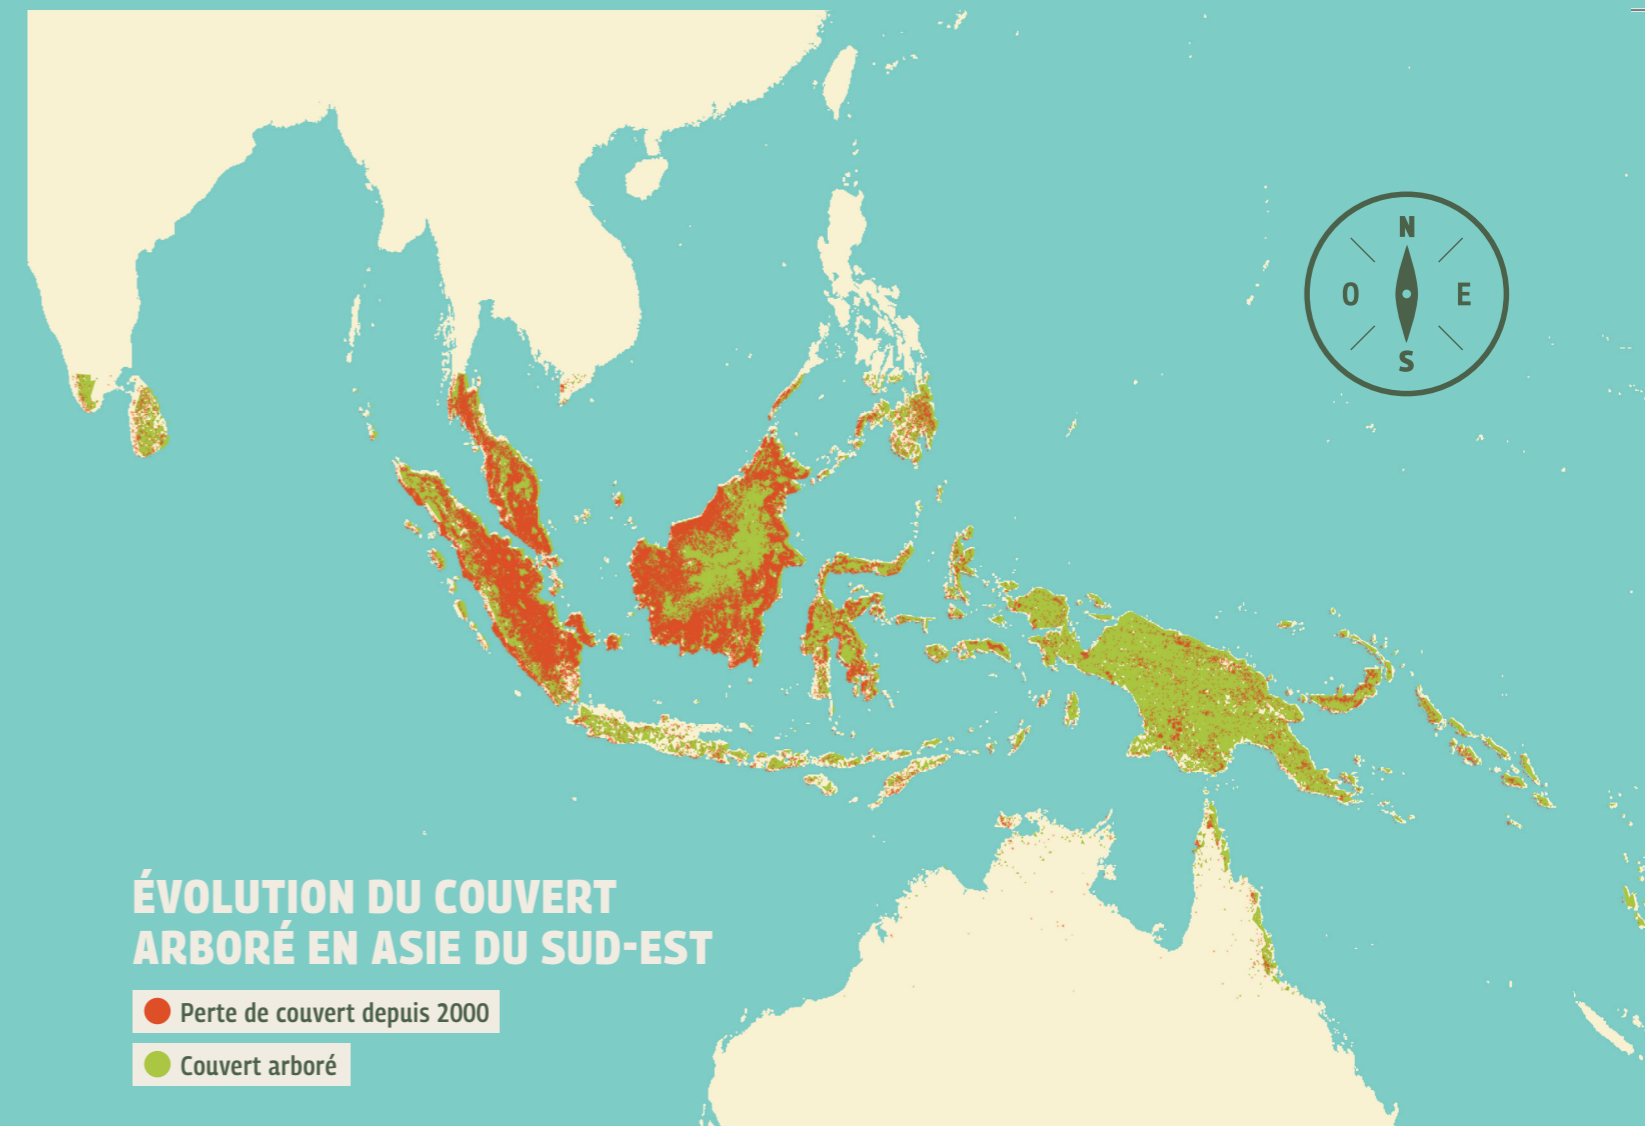 N
O E
S
ÉVOLUTION DU COUVERT
ARBORÉ EN ASIE DU SUD-EST
Perte de couvert depuis 2000
Couvert arboré